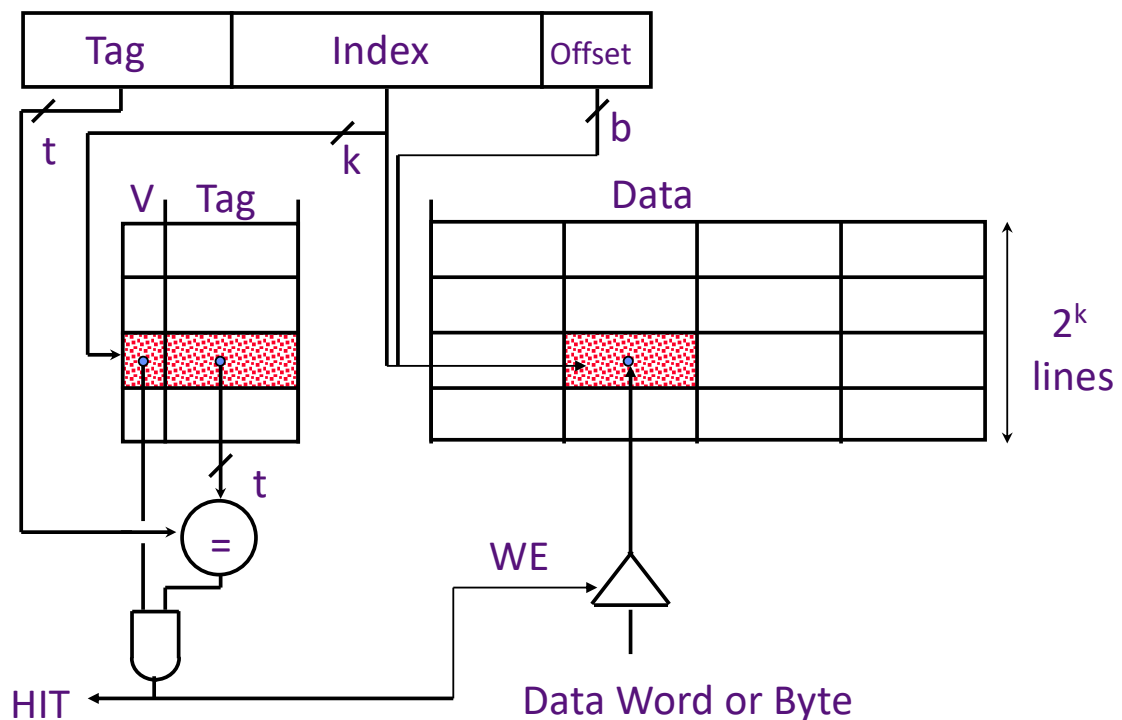 Tag Index Offset
t k b
V Tag Data
2ᵏ
lines
t
=
WE
HIT Data Word or Byte